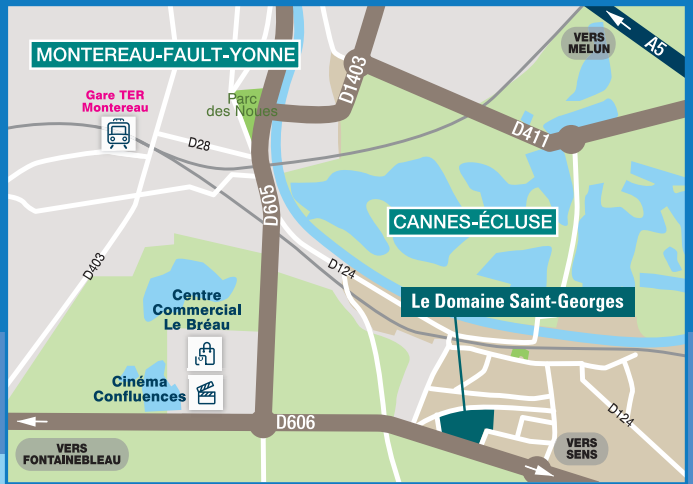 VERS
MELUN
A5
MONTEREAU-FAULT-YONNE
D1403
Gare TER
Montereau
Parc
des Noues
D28
D411
D605
CANNES-ÉCLUSE
D403
D124
Centre
Commercial
Le Bréau
Le Domaine Saint-Georges
Cinéma
Confluences
D606
D124
VERS
FONTAINEBLEAU
VERS
SENS